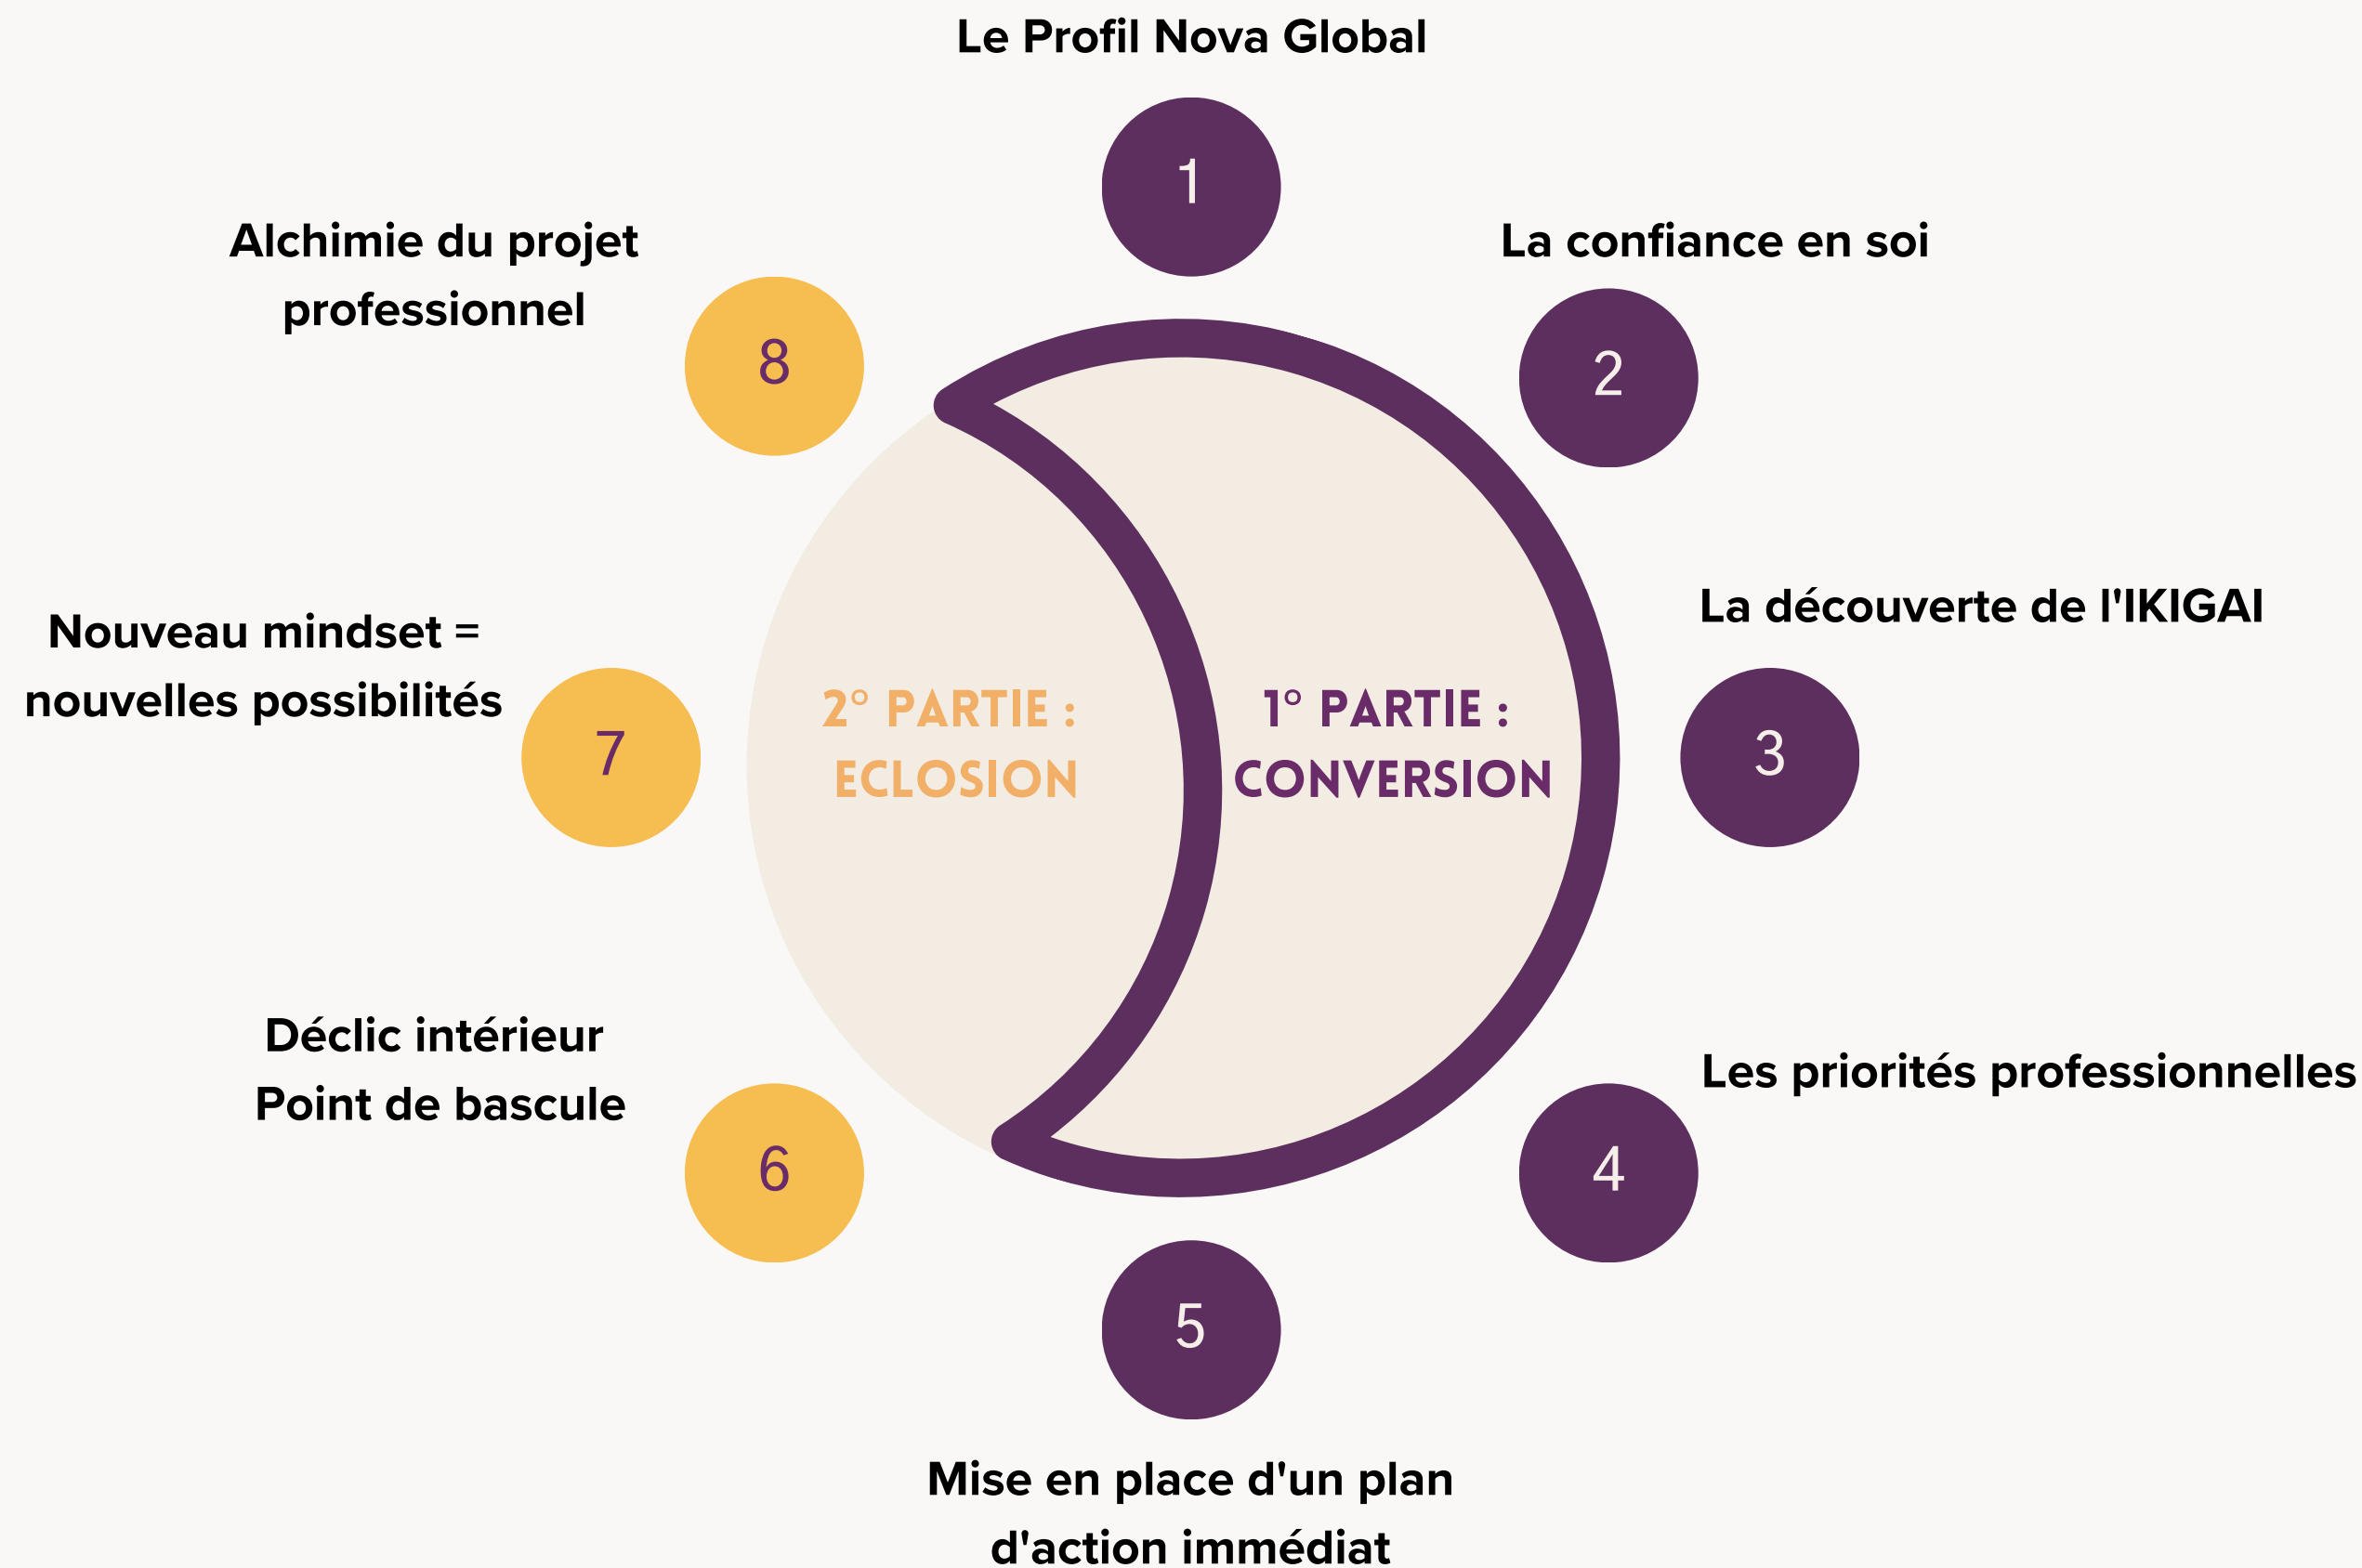 Le Profil Nova Global
1
La confiance en soi
2
La découverte de l'IKIGAI
3
Les priorités professionnelles
4
5
Mise en place d'un plan
d'action immédiat
Déclic intérieur
Point de bascule
6
Nouveau mindset =
nouvelles possibilités
7
Alchimie du projet
professionnel
8
2° PARTIE :
ECLOSION
1° PARTIE :
CONVERSION